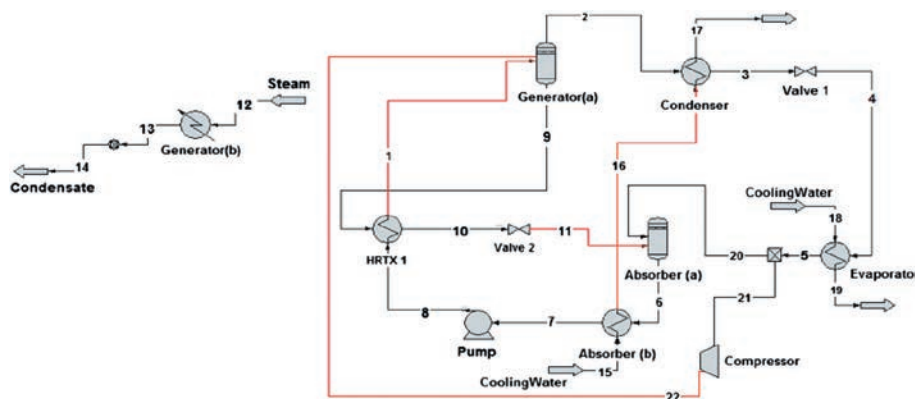 2
17
Steam
12
13
Generator(b)
14
Condensate
Generator(a)
9
Condenser
3
Valve 1
4
1
16
CoolingWater
18
HRTX 1
10
Valve 2
11
Absorber (a)
20
5
Evaporator
19
6
21
8
7
Pump
Absorber (b)
CoolingWater
15
Compressor
22